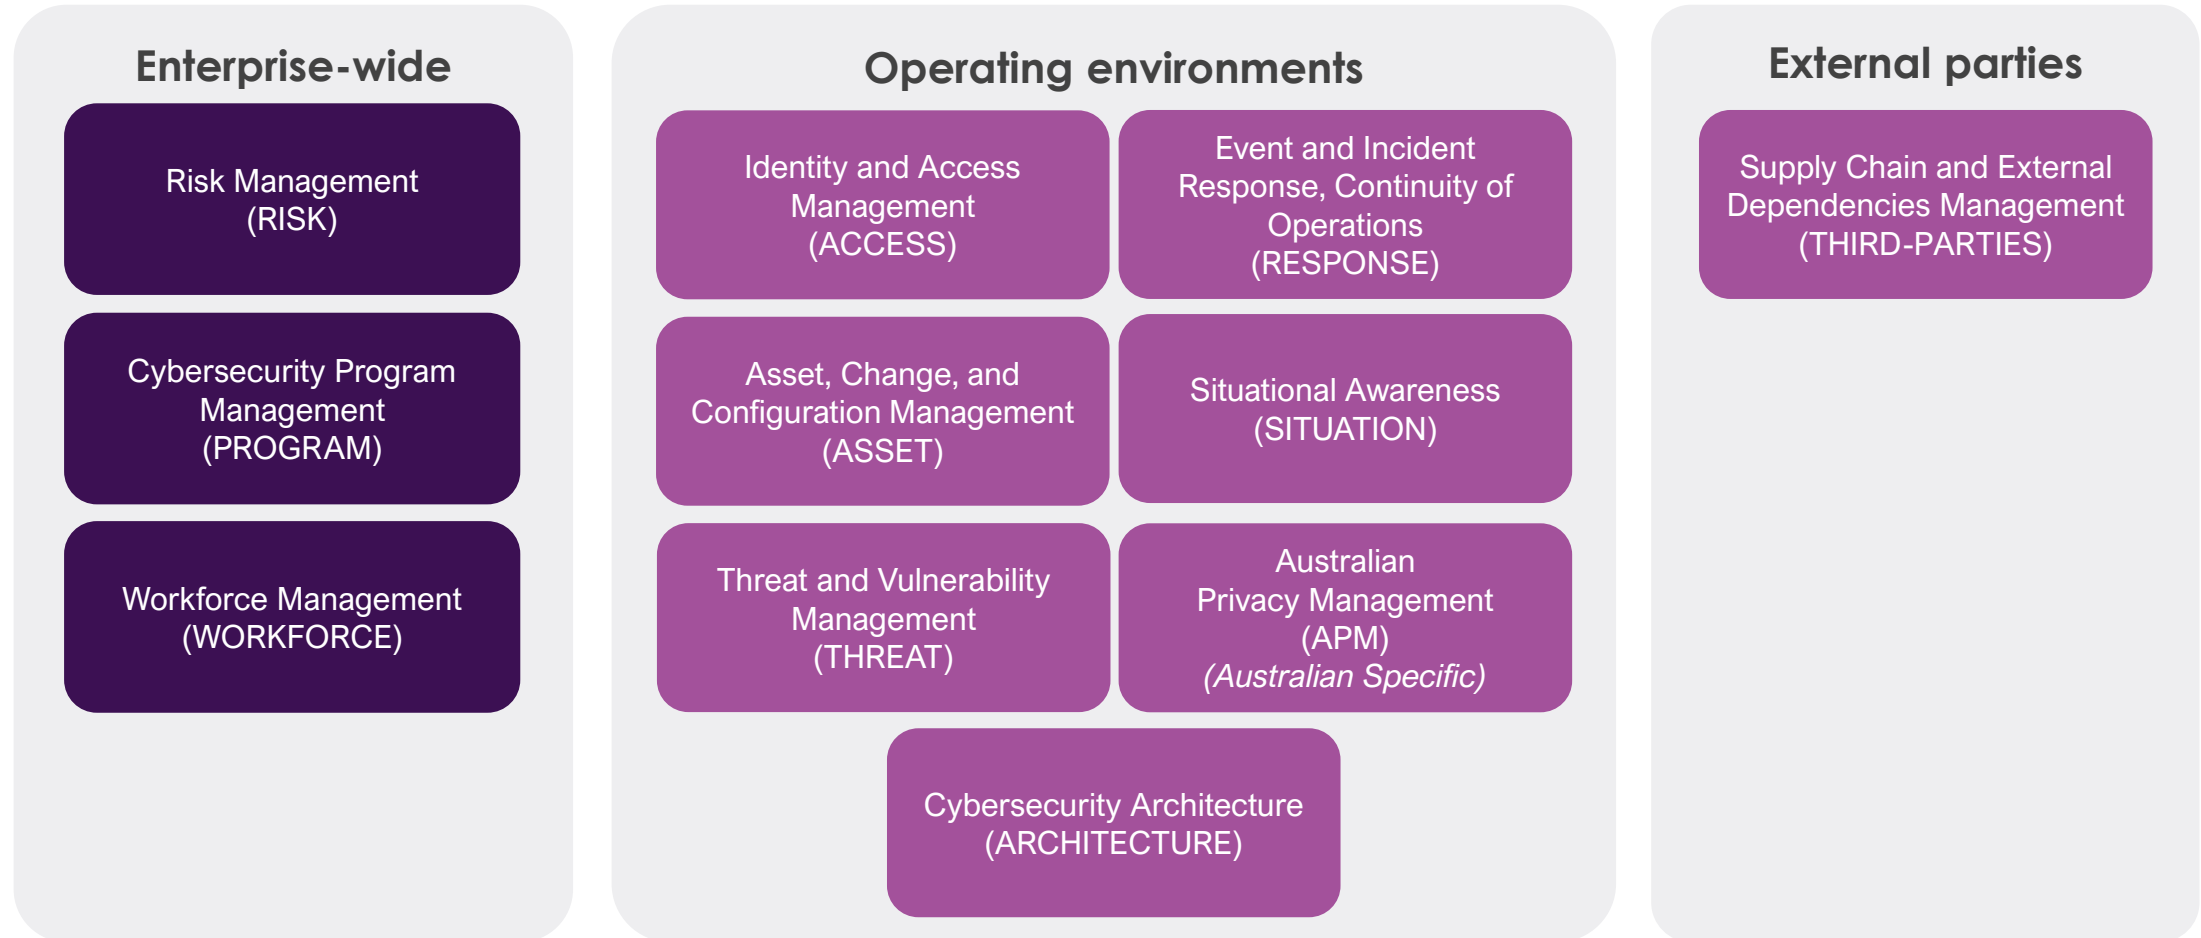 Enterprise-wide
Risk Management
(RISK)
Cybersecurity Program
Management
(PROGRAM)
Workforce Management
(WORKFORCE)
Operating environments
Identity and Access
Management
(ACCESS)
Event and Incident
Response, Continuity of
Operations
(RESPONSE)
Asset, Change, and
Configuration Management
(ASSET)
Situational Awareness
(SITUATION)
Threat and Vulnerability
Management
(THREAT)
Australian
Privacy Management
(APM)
(Australian Specific)
Cybersecurity Architecture
(ARCHITECTURE)
External parties
Supply Chain and External
Dependencies Management
(THIRD-PARTIES)